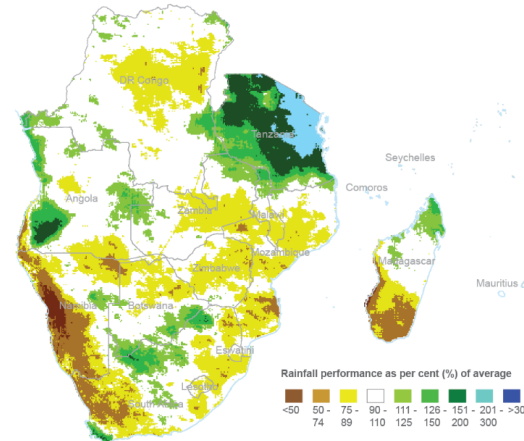 DR Congo
Tanzania
Seychelles
Comoros
Angola
Zambia
Malawi
Mozambique
Madagascar
Zimbabwe
Mauritius
Namibia
Botswana
Eswatini
Lesotho
South Africa
Rainfall performance as per cent (%) of average
<50 50 - 75 - 90 - 111 - 126 - 151 - 201 - >30
74 89 110 125 150 200 300